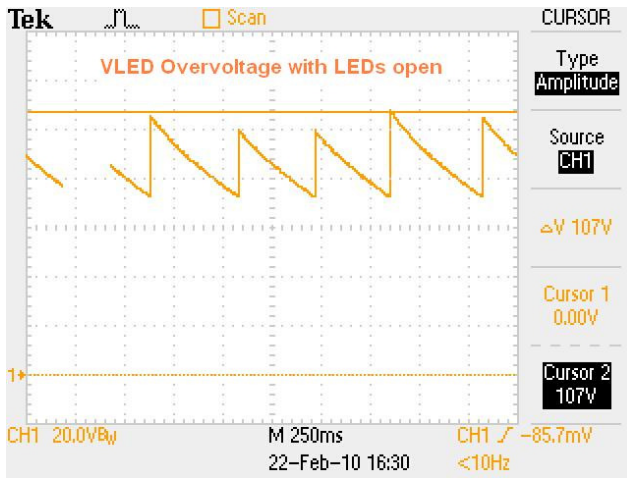 Tek Scan CURSOR
VLED Overvoltage with LEDs open
Type
Amplitude
Source
CH1
△V 107V
Cursor 1
0.00V
Cursor 2
107V
1
CH1 20.0VBW M 250ms CH1 -85.7mV
22-Feb-10 16:30 <10Hz